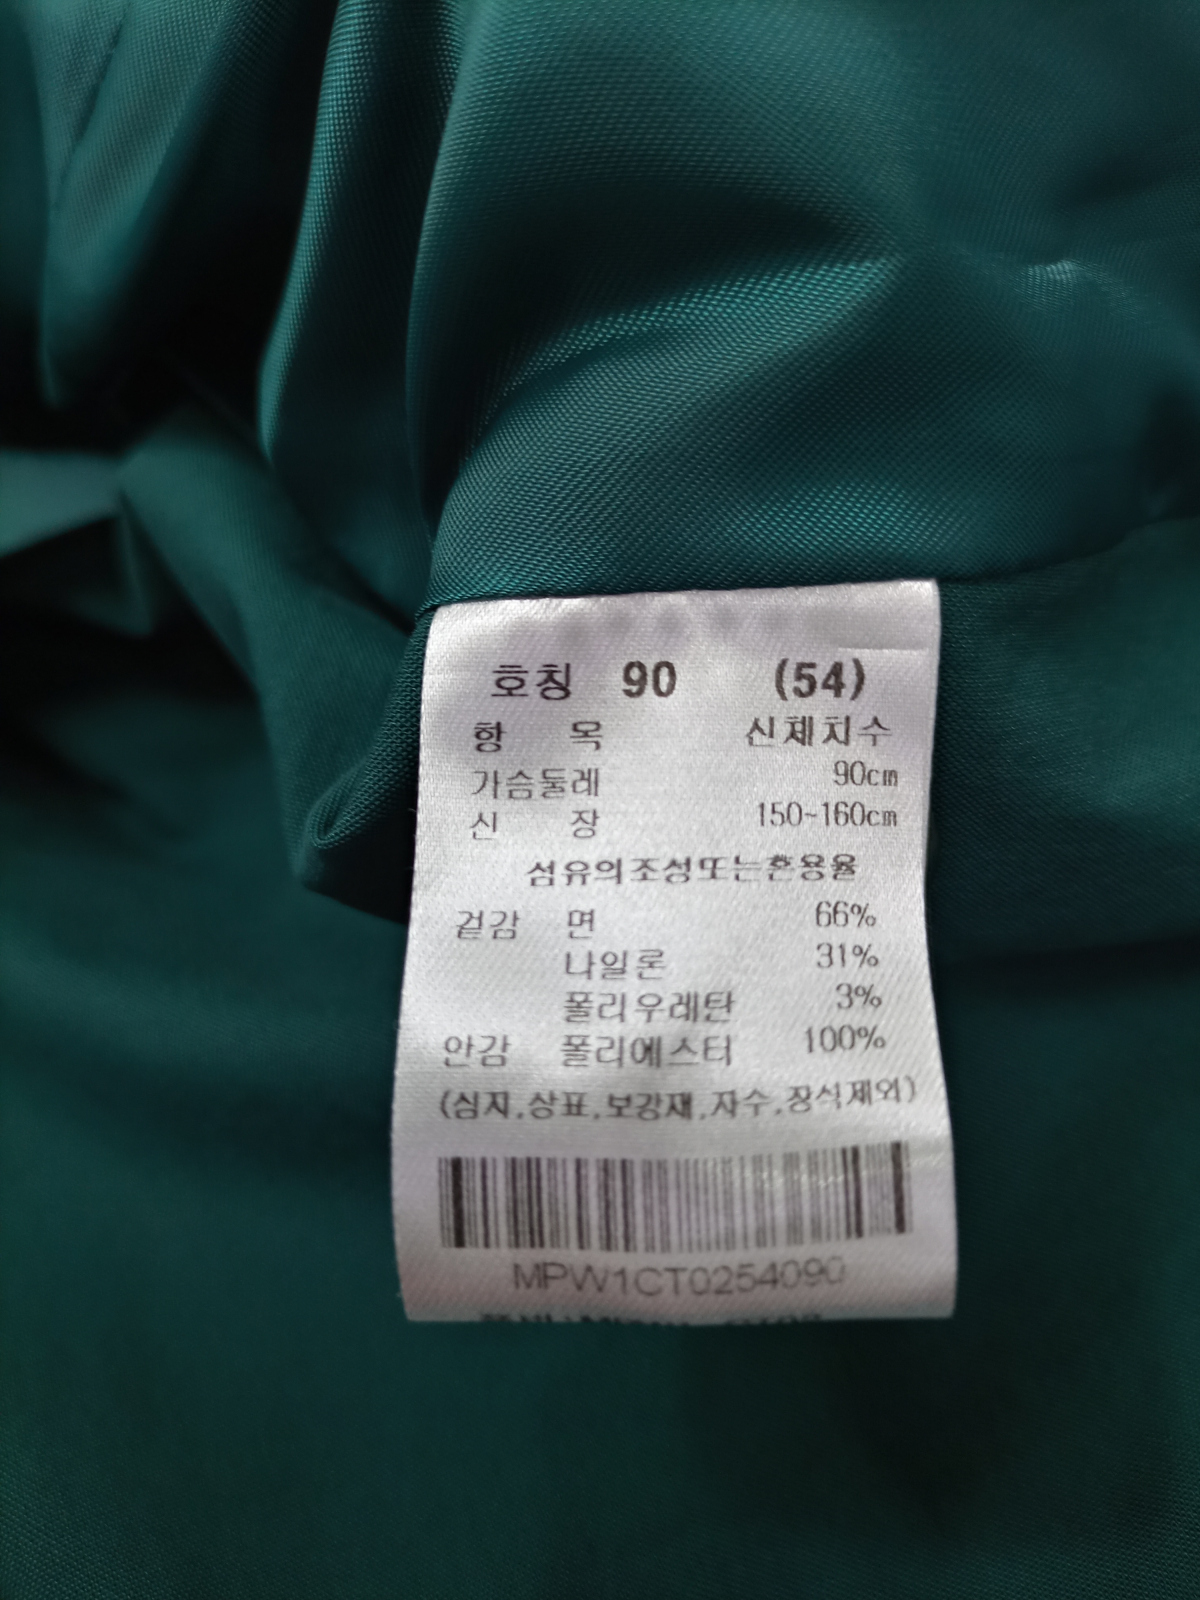 호칭 90 (54)
항 목 신체치수
가슴둘레 90cm
신 장 150~160cm
섬유의조성또는혼용율
겉감 면 66%
나일론 31%
폴리우레탄 3%
안감 폴리에스터 100%
(심지,상표,보강재,자수,장식제외)
MPW1CT0254090